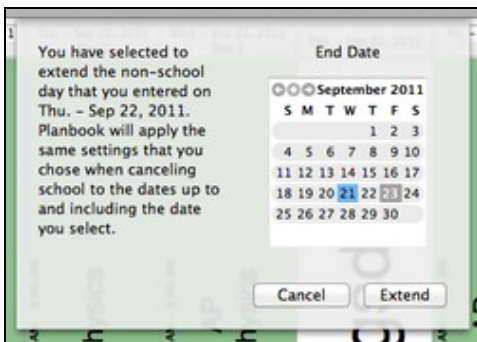 You have selected to
extend the non-school
day that you entered on
Thu. – Sep 22, 2011.
Planbook will apply the
same settings that you
chose when canceling
school to the dates up to
and including the date
you select.
End Date
September 2011
S M T W T F S
1 2 3
4 5 6 7 8 9 10
11 12 13 14 15 16 17
18 19 20 21 22 23 24
25 26 27 28 29 30
Cancel Extend
AP
hysics
hysics